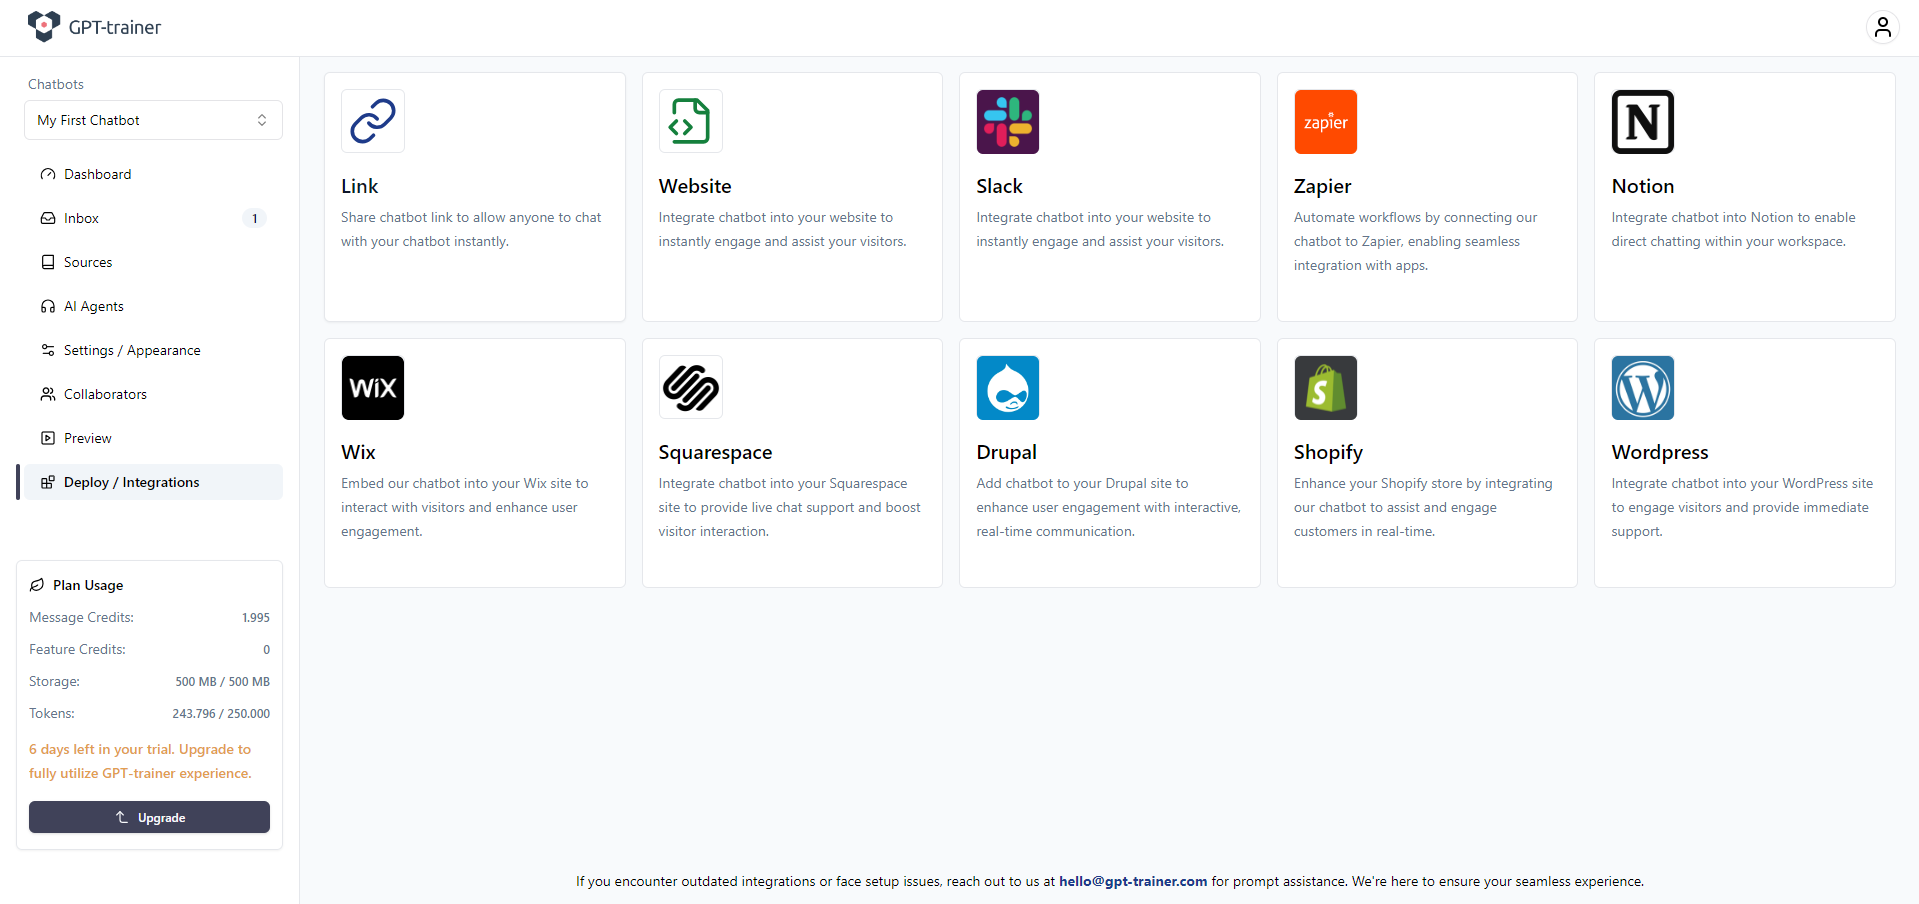 GPT-trainer
Chatbots
My First Chatbot
Dashboard
Inbox 1
Sources
AI Agents
Settings / Appearance
Collaborators
Preview
Deploy / Integrations
Plan Usage
Message Credits: 1.995
Feature Credits: 0
Storage: 500 MB / 500 MB
Tokens: 243.796 / 250.000
6 days left in your trial. Upgrade to
fully utilize GPT-trainer experience.
Upgrade
Link
Share chatbot link to allow anyone to chat
with your chatbot instantly.
Website
Integrate chatbot into your website to
instantly engage and assist your visitors.
Slack
Integrate chatbot into your website to
instantly engage and assist your visitors.
zapier
Zapier
Automate workflows by connecting our
chatbot to Zapier, enabling seamless
integration with apps.
N
Notion
Integrate chatbot into Notion to enable
direct chatting within your workspace.
WIX
Wix
Embed our chatbot into your Wix site to
interact with visitors and enhance user
engagement.
Squarespace
Integrate chatbot into your Squarespace
site to provide live chat support and boost
visitor interaction.
Drupal
Add chatbot to your Drupal site to
enhance user engagement with interactive,
real-time communication.
S
Shopify
Enhance your Shopify store by integrating
our chatbot to assist and engage
customers in real-time.
W
Wordpress
Integrate chatbot into your WordPress site
to engage visitors and provide immediate
support.
If you encounter outdated integrations or face setup issues, reach out to us at hello@gpt-trainer.com for prompt assistance. We're here to ensure your seamless experience.